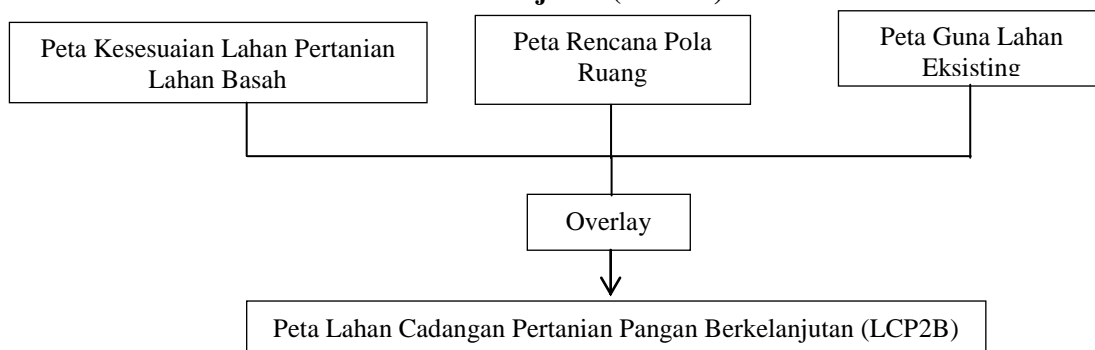 Peta Kesesuaian Lahan Pertanian
Lahan Basah
Peta Rencana Pola
Ruang
Peta Guna Lahan
Eksisting
Overlay
Peta Lahan Cadangan Pertanian Pangan Berkelanjutan (LCP2B)